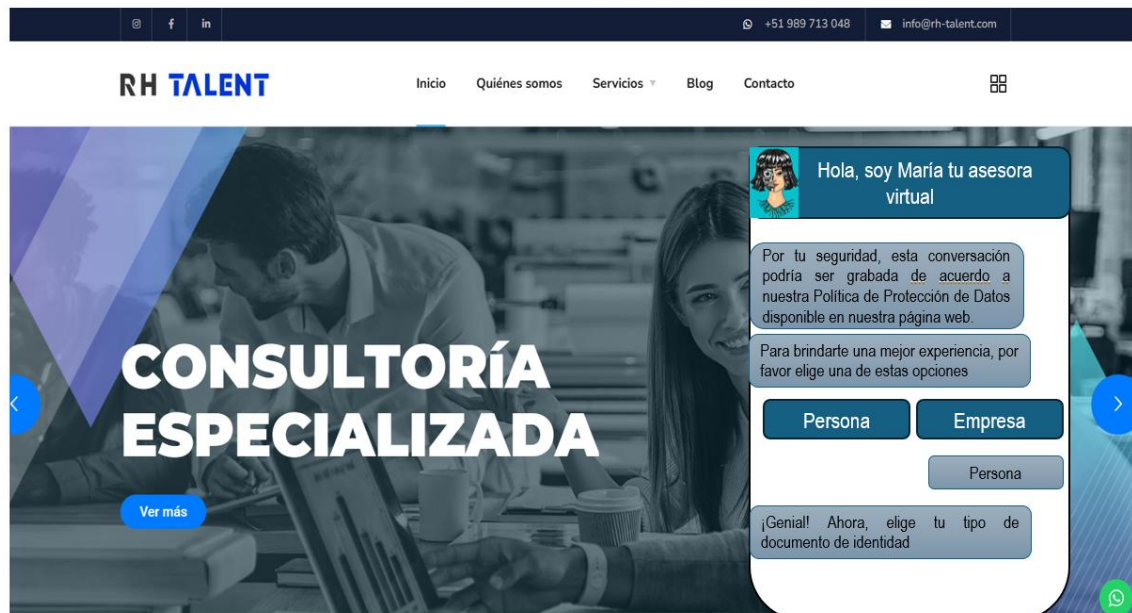 +51 989 713 048
info@rh-talent.com
RH TALENT
Inicio
Quiénes somos
Servicios
Blog
Contacto
CONSULTORíA
ESPECIALIZADA
Ver más
Hola, soy María tu asesora
virtual
Por tu seguridad, esta conversación
podría ser grabada de acuerdo a
nuestra Política de Protección de Datos
disponible en nuestra página web.
Para brindarte una mejor experiencia, por
favor elige una de estas opciones
Persona
Empresa
Persona
¡Genial! Ahora, elige tu tipo de
documento de identidad